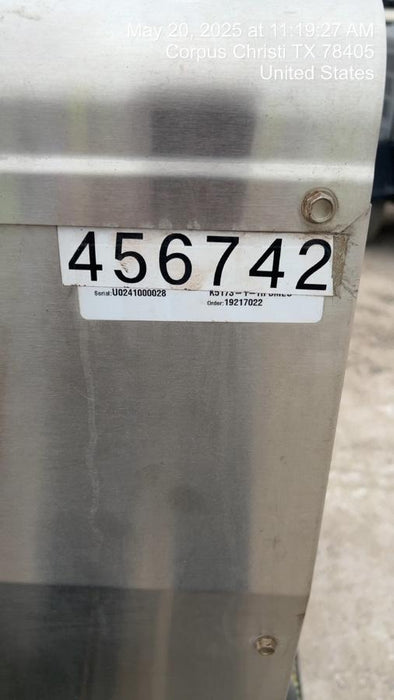 May 20, 2025 at 11:19:27 AM
Corpus Christi TX 78405
United States
456742
Serial: U0241000028
Order: 19217022